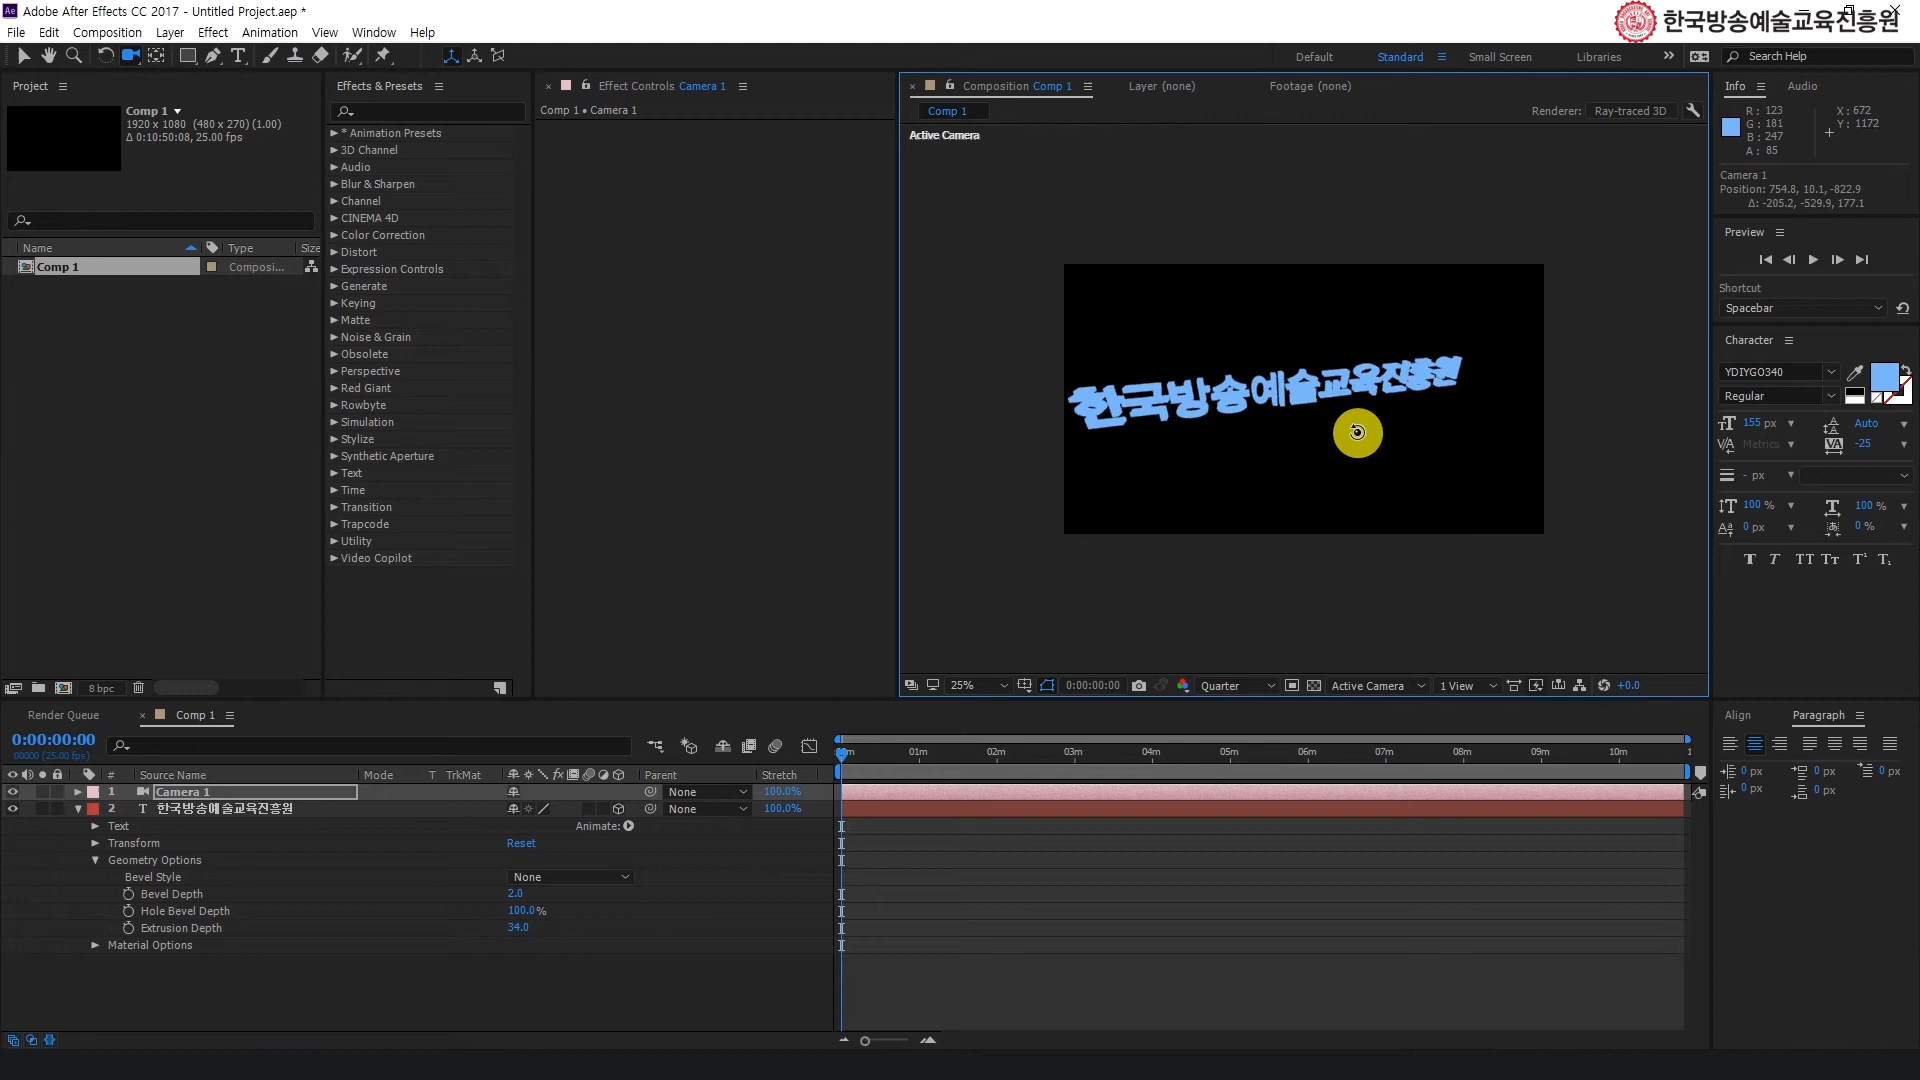 Adobe After Effects CC 2017 - Untitled Project.aep *
한국방송예술교육진흥원
File Edit Composition Layer Effect Animation View Window Help
Default Standard Small Screen Libraries Search Help
Project
Effects & Presets
Effect Controls Camera 1
Composition Comp 1
Layer (none)
Footage (none)
Info Audio
Comp 1
1920 x 1080 (480 x 270) (1.00)
Δ 0:10:50:08, 25.00 fps
Comp 1 • Camera 1
Comp 1
Renderer: Ray-traced 3D
Active Camera
R : 123
G : 181
B : 247
A : 85
X : 672
Y : 1172
Camera 1
Position: 754.8, 10.1, -822.9
Δ: -205.2, -529.9, 177.1
Name Type Size
Comp 1 Composi...
* Animation Presets
3D Channel
Audio
Blur & Sharpen
Channel
CINEMA 4D
Color Correction
Distort
Expression Controls
Generate
Keying
Matte
Noise & Grain
Obsolete
Perspective
Red Giant
Rowbyte
Simulation
Stylize
Synthetic Aperture
Text
Time
Transition
Trapcode
Utility
Video Copilot
한국방송예술교육진흥원
Preview
Shortcut
Spacebar
Character
YDIYGO340
Regular
155 px Auto
Metrics -25
- px
100 % 100 %
0 px 0 %
T T TT Tт T¹ T₁
8 bpc
25% 0:00:00:00 Quarter Active Camera 1 View +0.0
Render Queue Comp 1
0:00:00:00
00000 (25.00 fps)
01m 02m 03m 04m 05m 06m 07m 08m 09m 10m
# Source Name Mode T TrkMat fx Parent Stretch
1 Camera 1 None 100.0%
2 T 한국방송예술교육진흥원 None 100.0%
Text Animate:
Transform Reset
Geometry Options
Bevel Style None
Bevel Depth 2.0
Hole Bevel Depth 100.0%
Extrusion Depth 34.0
Material Options
Align Paragraph
0 px 0 px 0 px
0 px 0 px